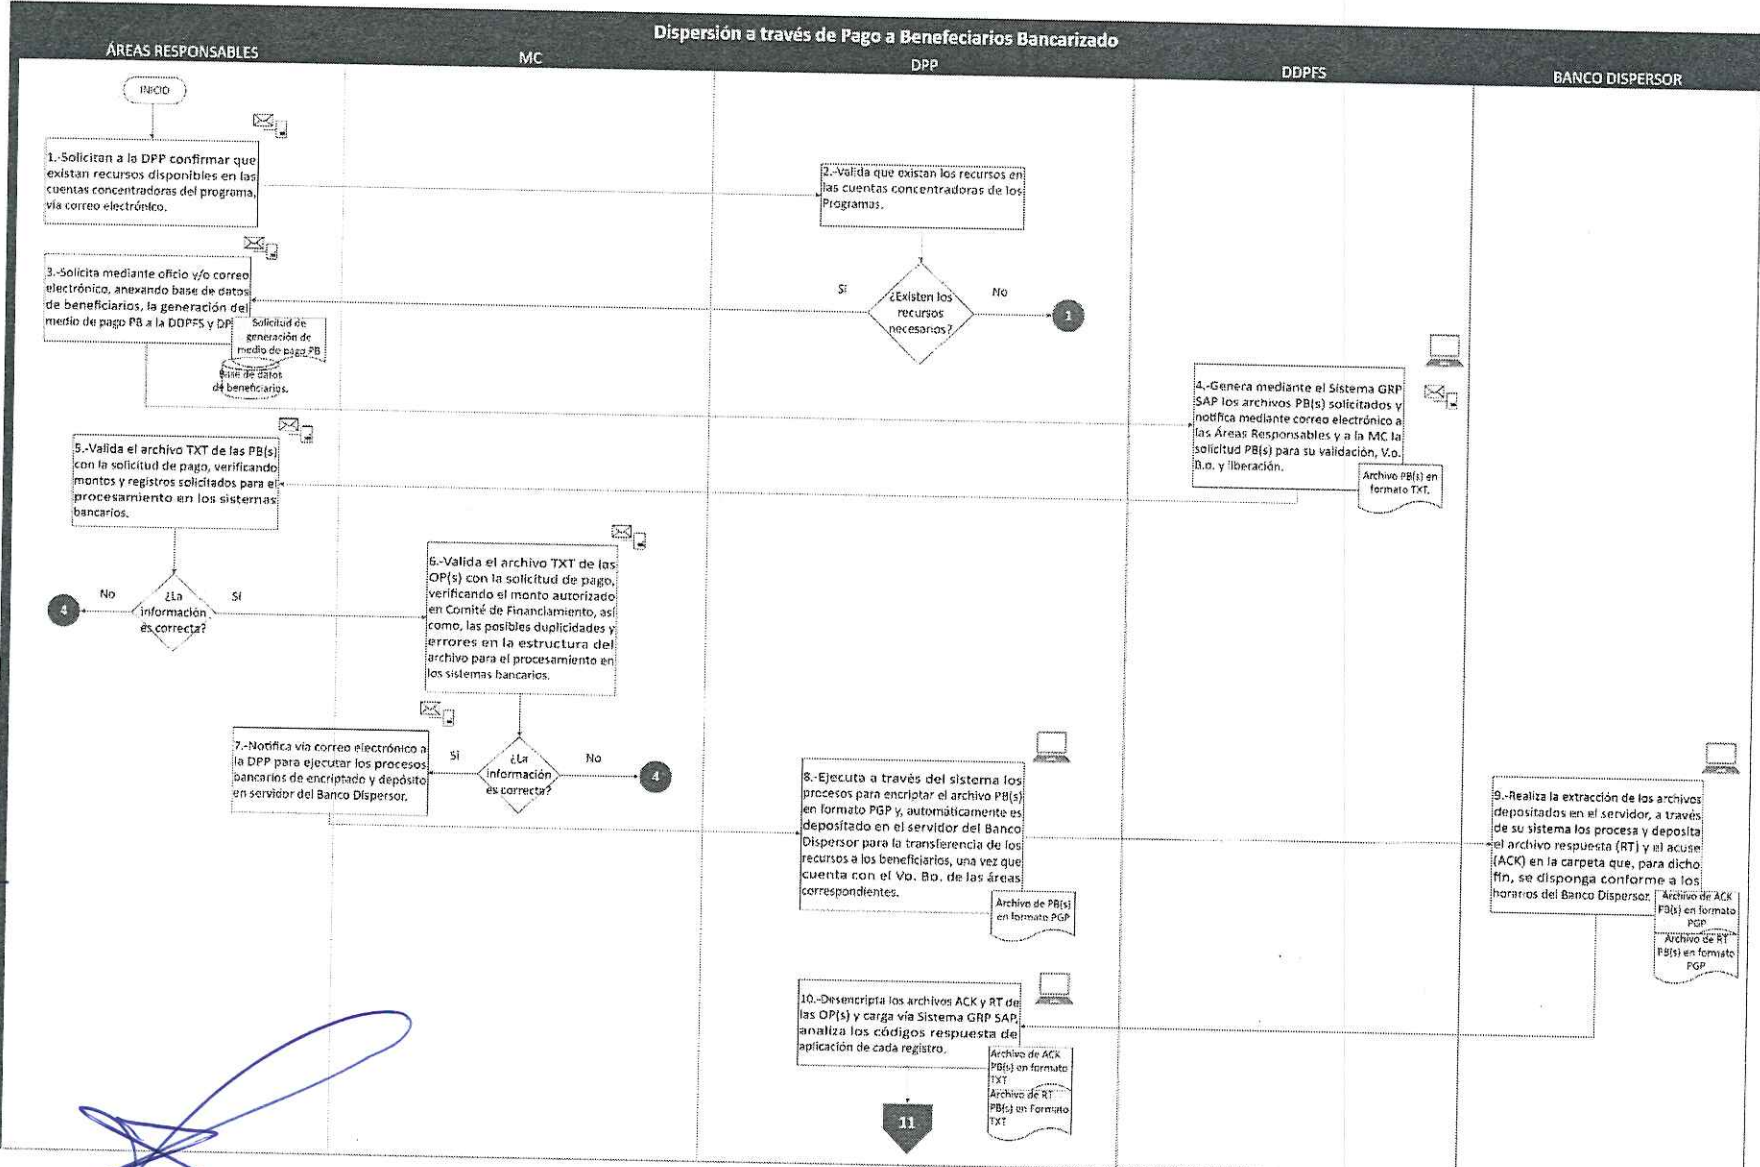 Dispersión a través de Pago a Benefeciarios Bancarizado
ÁREAS RESPONSABLES
MC
DPP
DDPFS
BANCO DISPERSOR
INICIO
1.-Solicitan a la DPP confirmar que
existan recursos disponibles en las
cuentas concentradoras del programa,
vía correo electrónico.
2.-Valida que existan los recursos en
las cuentas concentradoras de los
Programas.
¿Existen los
recursos
necesarios?
Sí
No
1
3.-Solicita mediante oficio y/o correo
electrónico, anexando base de datos
de beneficiarios, la generación del
medio de pago PB a la DDPFS y DP
Solicitud de
generación de
medio de pago PB
Base de datos
de beneficiarios.
4.-Genera mediante el Sistema GRP
SAP los archivos PB(s) solicitados y
notifica mediante correo electrónico a
las Áreas Responsables y a la MC la
solicitud PB(s) para su validación, V.o.
B.o. y liberación.
Archivo PB(s) en
formato TXT.
5.-Valida el archivo TXT de las PB(s)
con la solicitud de pago, verificando
montos y registros solicitados para el
procesamiento en los sistemas
bancarios.
¿La
información
es correcta?
No
Sí
4
6.-Valida el archivo TXT de las
OP(s) con la solicitud de pago,
verificando el monto autorizado
en Comité de Financiamiento, así
como, las posibles duplicidades y
errores en la estructura del
archivo para el procesamiento en
los sistemas bancarios.
¿La
información
es correcta?
Sí
No
4
7.-Notifica vía correo electrónico a
la DPP para ejecutar los procesos
bancarios de encriptado y depósito
en servidor del Banco Dispersor.
8.-Ejecuta a través del sistema los
procesos para encriptar el archivo PB(s)
en formato PGP y, automáticamente es
depositado en el servidor del Banco
Dispersor para la transferencia de los
recursos a los beneficiarios, una vez que
cuenta con el Vo. Bo. de las áreas
correspondientes.
Archivo de PB(s)
en formato PGP
9.-Realiza la extracción de los archivos
depositados en el servidor, a través
de su sistema los procesa y deposita
el archivo respuesta (RT) y el acuse
(ACK) en la carpeta que, para dicho
fin, se disponga conforme a los
horarios del Banco Dispersor.
Archivo de ACK
PB(s) en formato
PGP
Archivo de RT
PB(s) en formato
PGP
10.-Desencripta los archivos ACK y RT de
las OP(s) y carga vía Sistema GRP SAP,
analiza los códigos respuesta de
aplicación de cada registro.
Archivo de ACK
PB(s) en formato
TXT
Archivo de RT
PB(s) en Formato
TXT
11